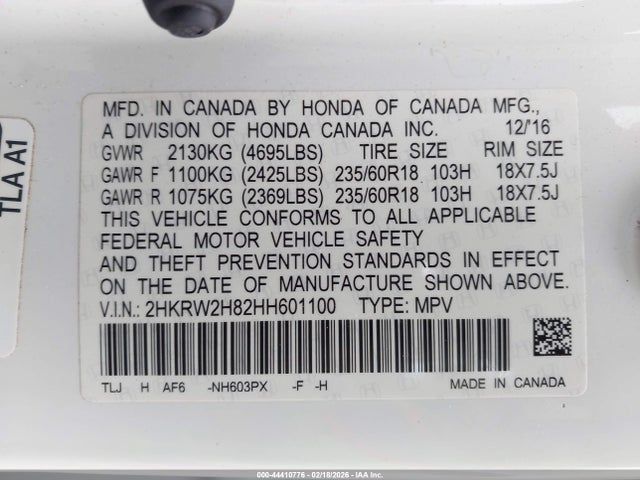 MFD. IN CANADA BY HONDA OF CANADA MFG.,
A DIVISION OF HONDA CANADA INC. 12/'16
GVWR 2130KG (4695LBS) TIRE SIZE RIM SIZE
GAWR F 1100KG (2425LBS) 235/60R18 103H 18X7.5J
GAWR R 1075KG (2369LBS) 235/60R18 103H 18X7.5J
THIS VEHICLE CONFORMS TO ALL APPLICABLE
FEDERAL MOTOR VEHICLE SAFETY
AND THEFT PREVENTION STANDARDS IN EFFECT
ON THE DATE OF MANUFACTURE SHOWN ABOVE.
V.I.N.: 2HKRW2H82HH601100 TYPE: MPV
TLJ H AF6 -NH603PX -F -H MADE IN CANADA
TLA A1
000-44410776 - 02/18/2026 - IAA Inc.